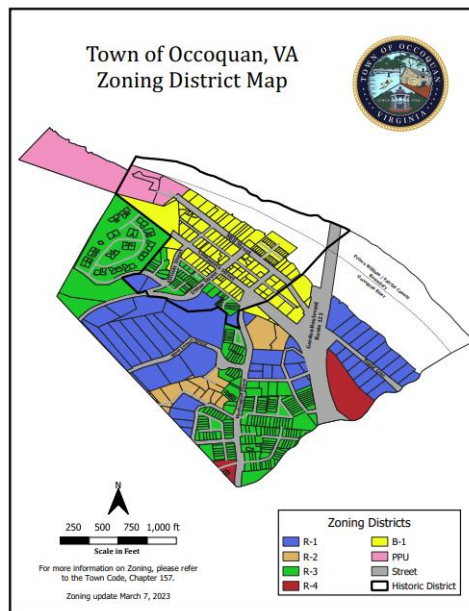 Town of Occoquan, VA
Zoning District Map
TOWN OF OCCOQUAN
VIRGINIA
Prince William / Fairfax County
Boundary
Occoquan River
Gordon Boulevard
Route 123
N
250 500 750 1,000 ft
Scale in Feet
For more information on Zoning, please refer
to the Town Code, Chapter 157.
Zoning update March 7, 2023
Zoning Districts
R-1
R-2
R-3
R-4
B-1
PPU
Street
Historic District